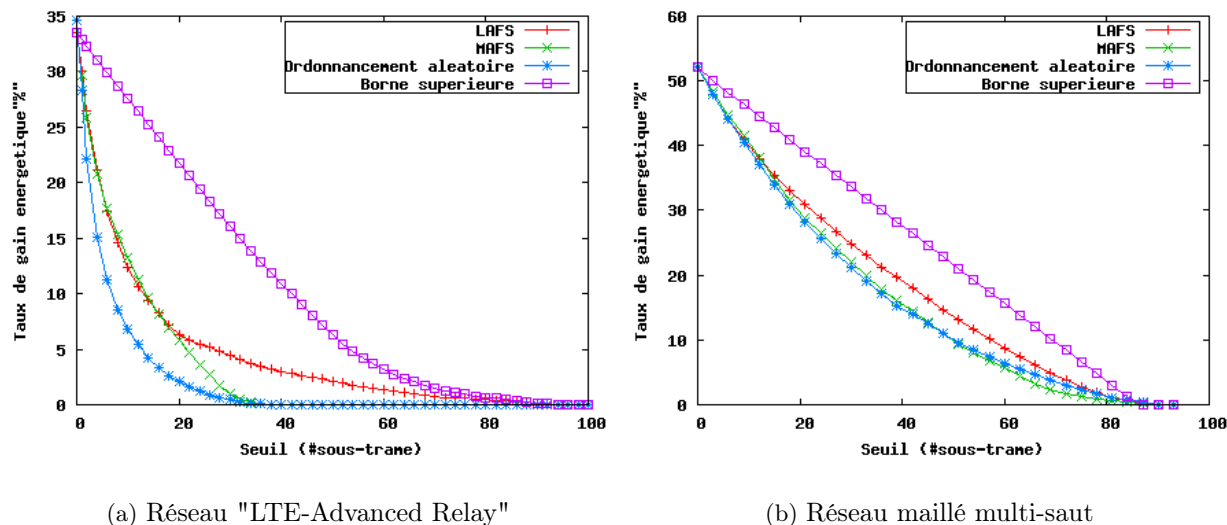 35
30
25
20
15
10
5
0
Taux de gain energetique"%"
0 20 40 60 80 100
Seuil (#sous-trame)
LAFS
MAFS
Ordonnancement aleatoire
Borne superieure
(a) Réseau "LTE-Advanced Relay"
60
50
40
30
20
10
0
Taux de gain energetique"%"
0 20 40 60 80 100
Seuil (#sous-trame)
LAFS
MAFS
Ordonnancement aleatoire
Borne superieure
(b) Réseau maillé multi-saut